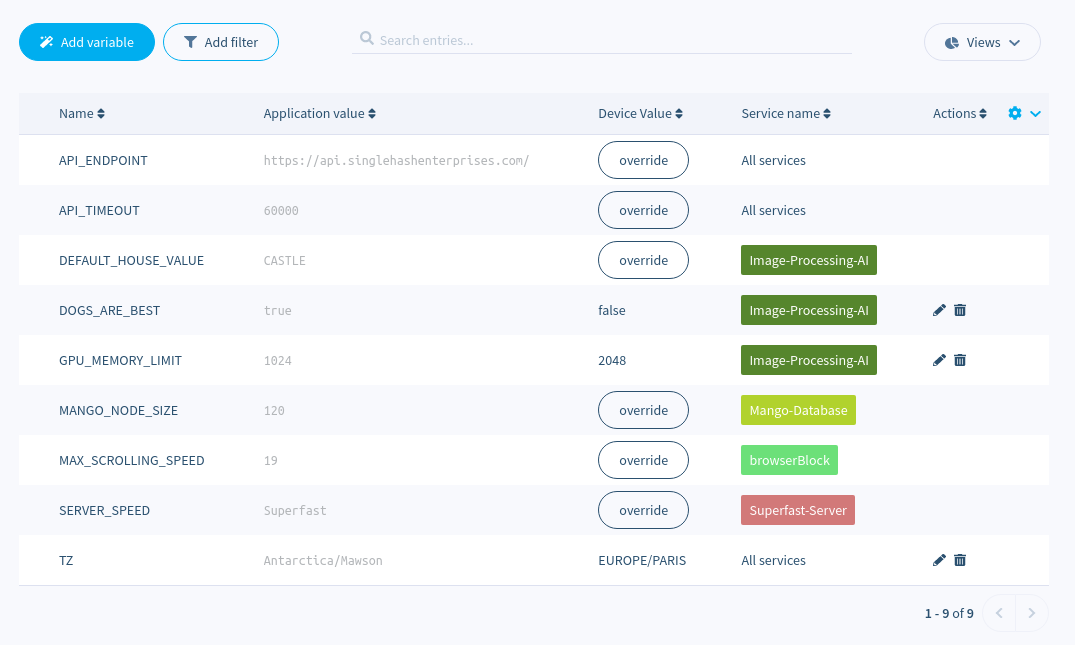 Add variable Add filter Search entries... Views
Name Application value Device Value Service name Actions
API_ENDPOINT https://api.singlehashenterprises.com/ override All services
API_TIMEOUT 60000 override All services
DEFAULT_HOUSE_VALUE CASTLE override Image-Processing-AI
DOGS_ARE_BEST true false Image-Processing-AI
GPU_MEMORY_LIMIT 1024 2048 Image-Processing-AI
MANGO_NODE_SIZE 120 override Mango-Database
MAX_SCROLLING_SPEED 19 override browserBlock
SERVER_SPEED Superfast override Superfast-Server
TZ Antarctica/Mawson EUROPE/PARIS All services
1 - 9 of 9